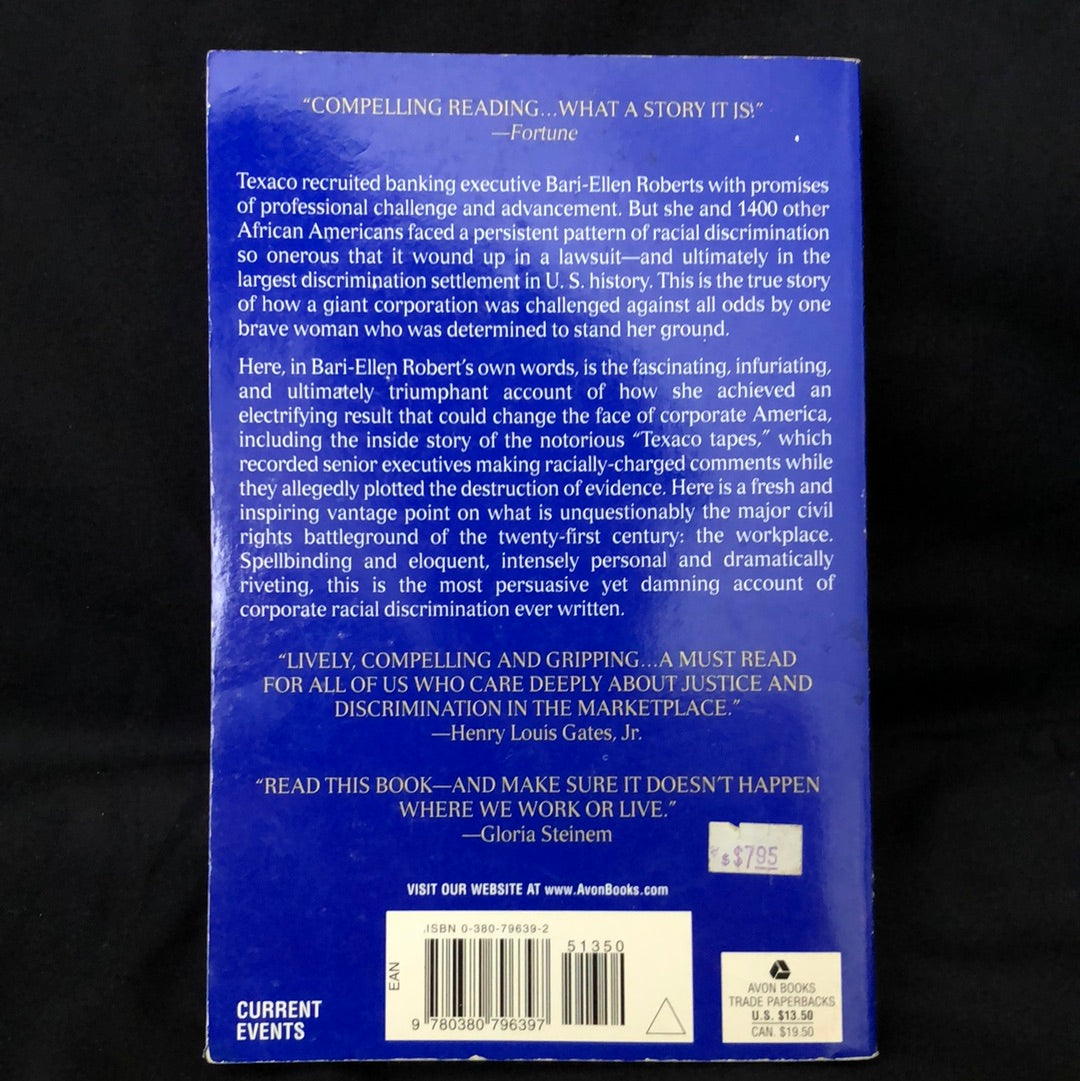 “COMPELLING READING...WHAT A STORY IT IS!”
—Fortune
Texaco recruited banking executive Bari-Ellen Roberts with promises
of professional challenge and advancement. But she and 1400 other
African Americans faced a persistent pattern of racial discrimination
so onerous that it wound up in a lawsuit—and ultimately in the
largest discrimination settlement in U. S. history. This is the true story
of how a giant corporation was challenged against all odds by one
brave woman who was determined to stand her ground.
Here, in Bari-Ellen Robert's own words, is the fascinating, infuriating,
and ultimately triumphant account of how she achieved an
electrifying result that could change the face of corporate America,
including the inside story of the notorious “Texaco tapes,” which
recorded senior executives making racially-charged comments while
they allegedly plotted the destruction of evidence. Here is a fresh and
inspiring vantage point on what is unquestionably the major civil
rights battleground of the twenty-first century: the workplace.
Spellbinding and eloquent, intensely personal and dramatically
riveting, this is the most persuasive yet damning account of
corporate racial discrimination ever written.
“LIVELY, COMPELLING AND GRIPPING...A MUST READ
FOR ALL OF US WHO CARE DEEPLY ABOUT JUSTICE AND
DISCRIMINATION IN THE MARKETPLACE.”
—Henry Louis Gates, Jr.
“READ THIS BOOK—AND MAKE SURE IT DOESN'T HAPPEN
WHERE WE WORK OR LIVE.”
—Gloria Steinem
$$795
VISIT OUR WEBSITE AT www.AvonBooks.com
ISBN 0-380-79639-2
51350
EAN
9 780380 796397
CURRENT
EVENTS
AVON BOOKS
TRADE PAPERBACKS
U.S. $13.50
CAN. $19.50